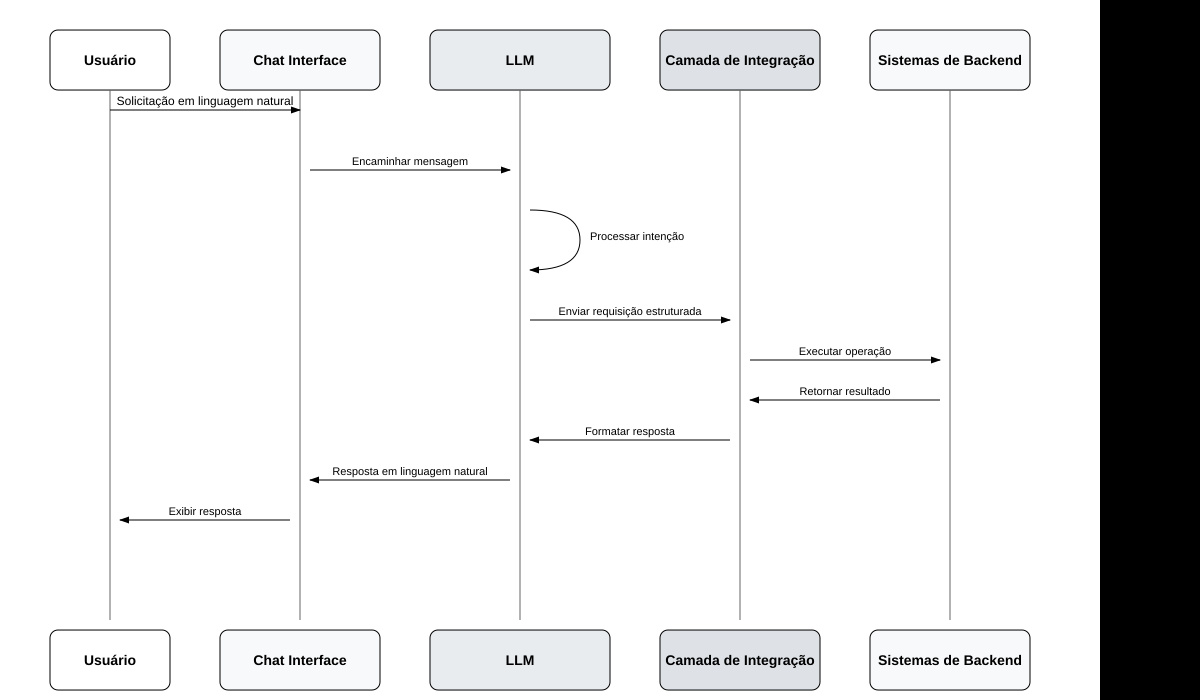 Usuário
Chat Interface
LLM
Camada de Integração
Sistemas de Backend
Solicitação em linguagem natural
Encaminhar mensagem
Processar intenção
Enviar requisição estruturada
Executar operação
Retornar resultado
Formatar resposta
Resposta em linguagem natural
Exibir resposta
Usuário
Chat Interface
LLM
Camada de Integração
Sistemas de Backend